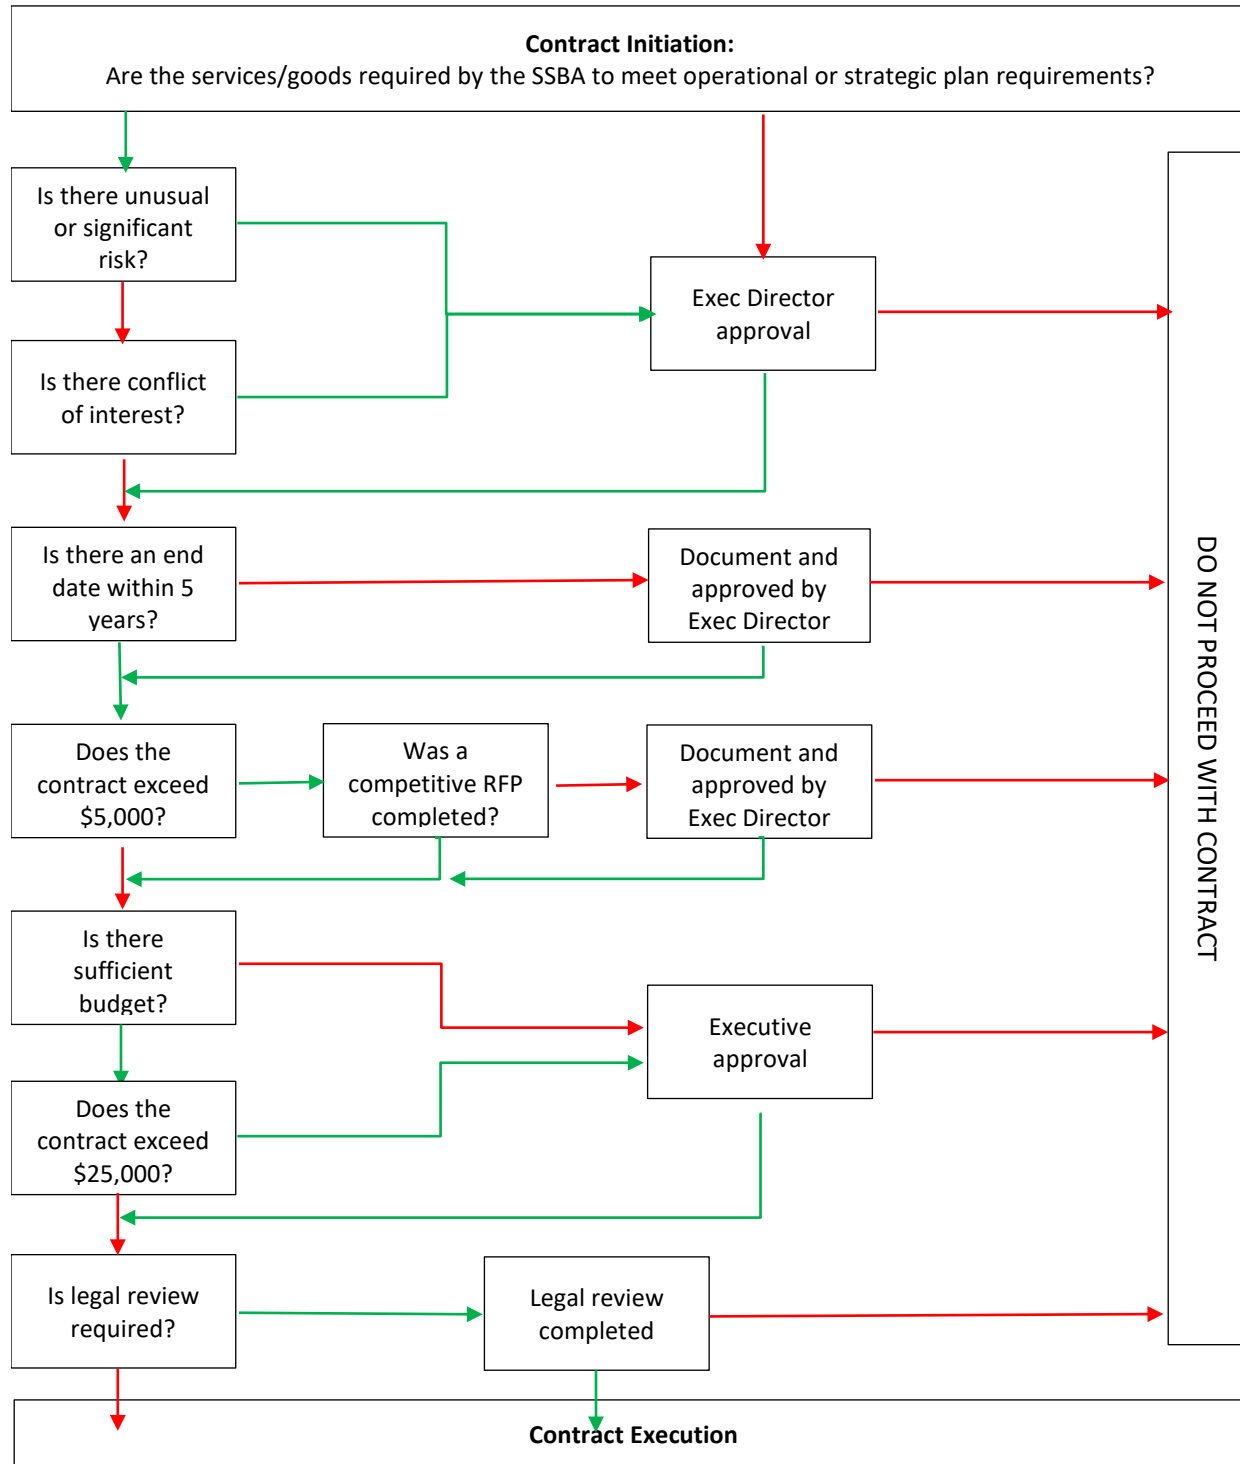 Contract Initiation:
Are the services/goods required by the SSBA to meet operational or strategic plan requirements?
Is there unusual
or significant
risk?
Exec Director
approval
Is there conflict
of interest?
Is there an end
date within 5
years?
Document and
approved by
Exec Director
DO NOT PROCEED WITH CONTRACT
Does the
contract exceed
$5,000?
Was a
competitive RFP
completed?
Document and
approved by
Exec Director
Is there
sufficient
budget?
Executive
approval
Does the
contract exceed
$25,000?
Is legal review
required?
Legal review
completed
Contract Execution